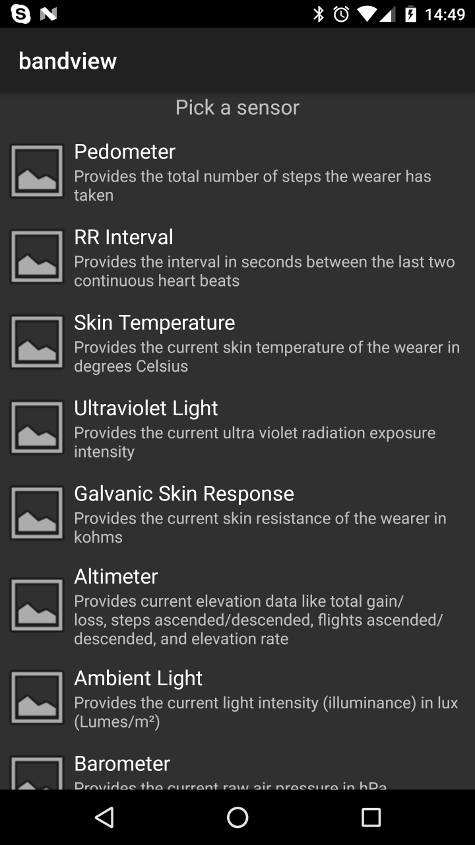 14:49
bandview
Pick a sensor
Pedometer
Provides the total number of steps the wearer has
taken
RR Interval
Provides the interval in seconds between the last two
continuous heart beats
Skin Temperature
Provides the current skin temperature of the wearer in
degrees Celsius
Ultraviolet Light
Provides the current ultra violet radiation exposure
intensity
Galvanic Skin Response
Provides the current skin resistance of the wearer in
kohms
Altimeter
Provides current elevation data like total gain/
loss, steps ascended/descended, flights ascended/
descended, and elevation rate
Ambient Light
Provides the current light intensity (illuminance) in lux
(Lumes/m²)
Barometer
Provides the current raw air pressure in hPa